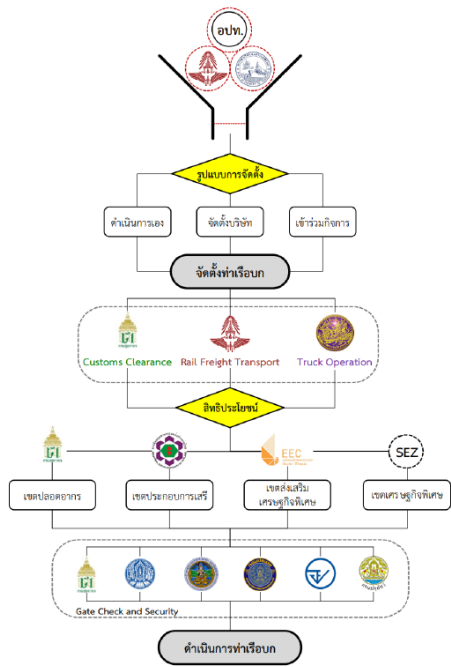 อปท.
รูปแบบการจัดตั้ง
ดำเนินการเอง
จัดตั้งบริษัท
เข้าร่วมกิจการ
จัดตั้งท่าเรือบก
Customs Clearance
Rail Freight Transport
Truck Operation
สิทธิประโยชน์
EEC
SEZ
เขตปลอดอากร
เขตประกอบการเสรี
เขตส่งเสริม
เศรษฐกิจพิเศษ
เขตเศรษฐกิจพิเศษ
Gate Check and Security
ดำเนินการท่าเรือบก